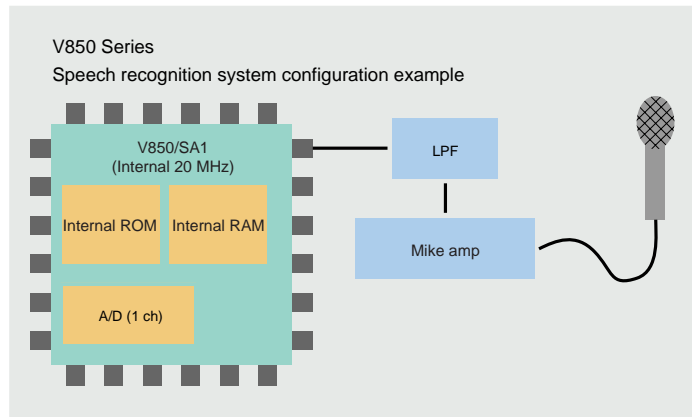 V850 Series
Speech recognition system configuration example
V850/SA1
(Internal 20 MHz)
LPF
Internal ROM
Internal RAM
Mike amp
A/D (1 ch)